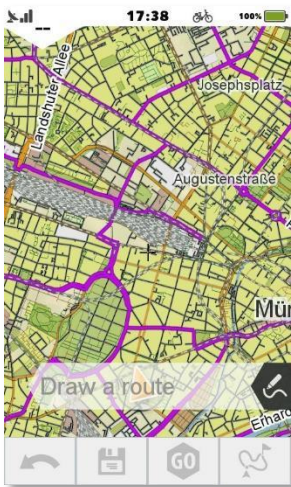 17:38
100%
Josephsplatz
Landshuter Allee
Augustenstraße
Mün
Draw a route
Erhard
GO